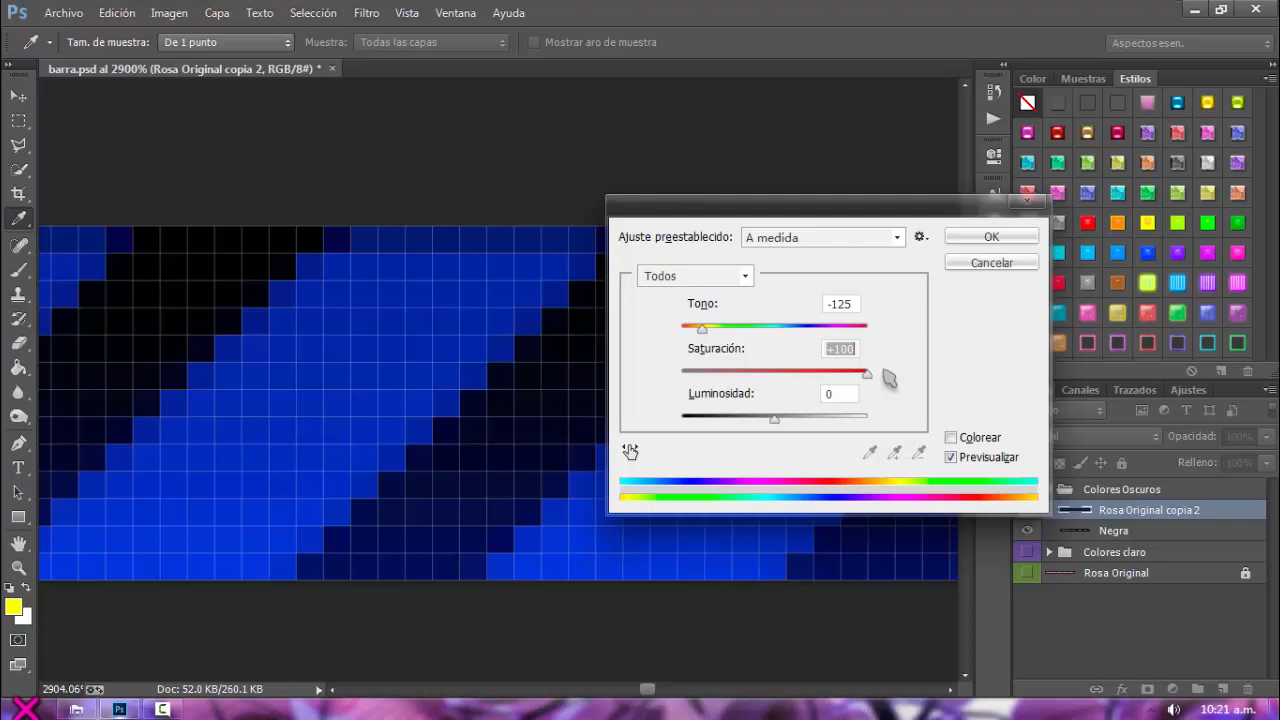 Ps Archivo Edición Imagen Capa Texto Selección Filtro Vista Ventana Ayuda
Tam. de muestra: De 1 punto Muestra: Todas las capas Mostrar aro de muestra Aspectos esen.
barra.psd al 2900% (Rosa Original copia 2, RGB/8#) * ×
Color Muestras Estilos
Ajuste preestablecido: A medida OK
Cancelar
Todos
Tono: -125
Saturación: +100
Luminosidad: 0
Colorear
Previsualizar
Canales Trazados Ajustes
Opacidad: 100%
Relleno: 100%
Colores Oscuros
Rosa Original copia 2
Negra
Colores claro
Rosa Original
Doc: 52.0 KB/260.1 KB
Ps
10:21 a.m.